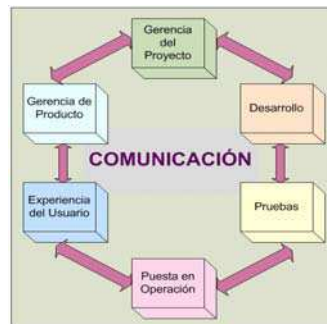 Gerencia
del
Proyecto
Gerencia de
Producto
Desarrollo
COMUNICACIÓN
Experiencia
del Usuario
Pruebas
Puesta en
Operación